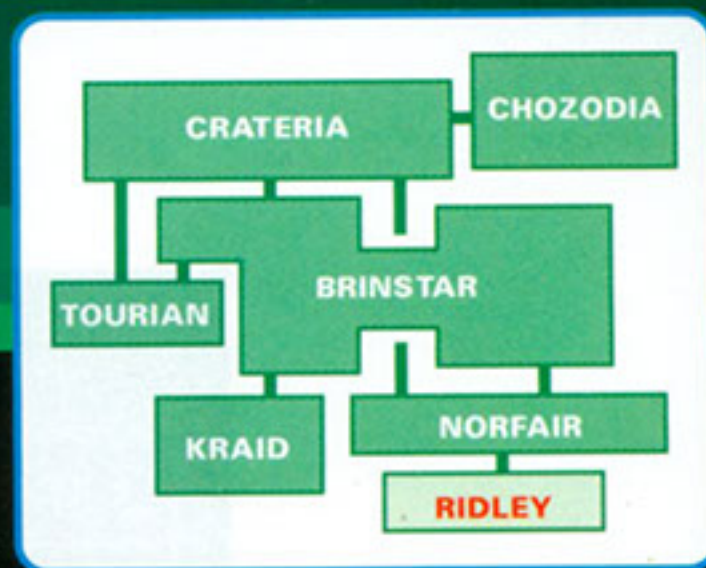 CRATERIA
CHOZODIA
BRINSTAR
TOURIAN
KRAID
NORFAIR
RIDLEY